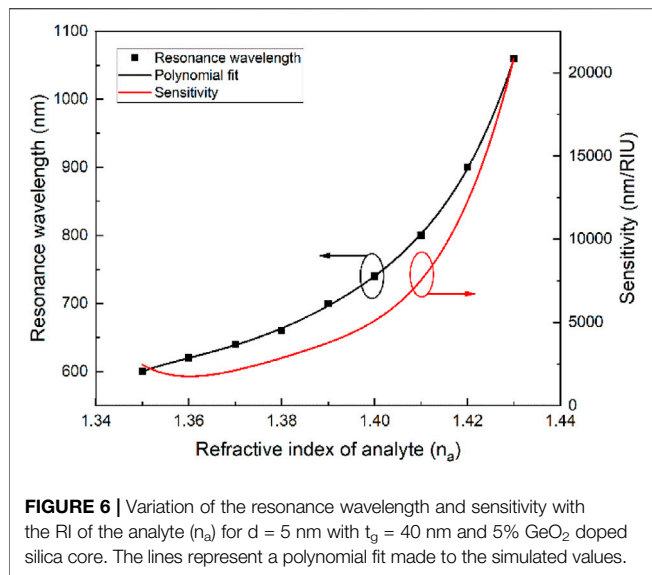 1100
1000
900
800
700
600
Resonance wavelength (nm)
Resonance wavelength
Polynomial fit
Sensitivity
20000
15000
10000
5000
0
Sensitivity (nm/RIU)
1.34 1.36 1.38 1.40 1.42 1.44
Refractive index of analyte (nₐ)
FIGURE 6 | Variation of the resonance wavelength and sensitivity with
the RI of the analyte (nₐ) for d = 5 nm with t_g = 40 nm and 5% GeO₂ doped
silica core. The lines represent a polynomial fit made to the simulated values.